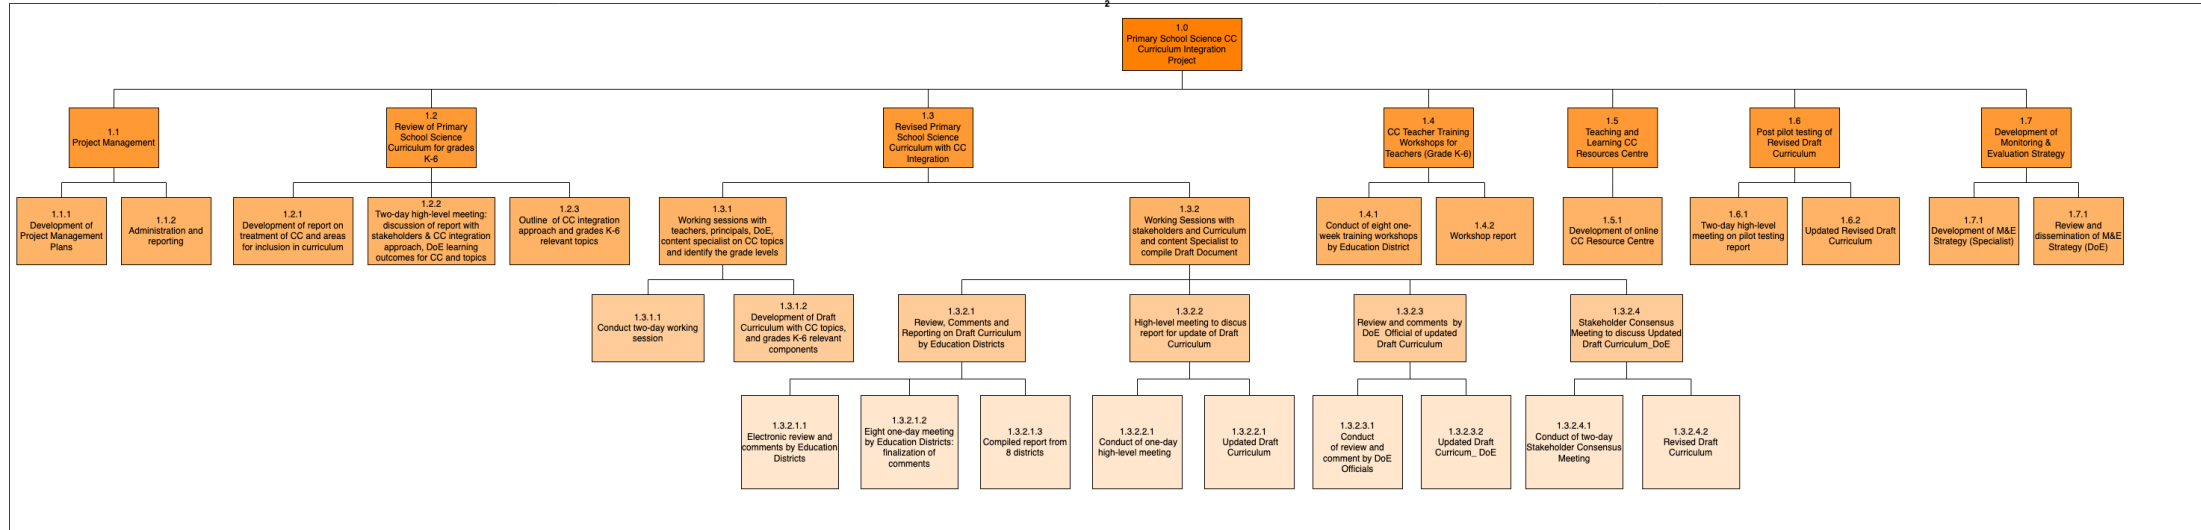 2
1.0
Primary School Science CC
Curriculum Integration
Project
1.1
Project Management
1.2
Review of Primary
School Science
Curriculum for grades
K-6
1.3
Revised Primary
School Science
Curriculum with CC
Integration
1.4
CC Teacher Training
Workshops for
Teachers (Grade K-6)
1.5
Teaching and
Learning CC
Resources Centre
1.6
Post pilot testing of
Revised Draft
Curriculum
1.7
Development of
Monitoring &
Evaluation Strategy
1.1.1
Development of
Project Management
Plans
1.1.2
Administration and
reporting
1.2.1
Development of report on
treatment of CC and areas
for inclusion in curriculum
1.2.2
Two-day high-level meeting:
discussion of report with
stakeholders & CC integration
approach, DoE learning
outcomes for CC and topics
1.2.3
Outline of CC integration
approach and grades K-6
relevant topics
1.3.1
Working sessions with
teachers, principals, DoE,
content specialist on CC topics
and identify the grade levels
1.3.2
Working Sessions with
stakeholders and Curriculum
and content Specialist to
compile Draft Document
1.4.1
Conduct of eight one-
week training workshops
by Education District
1.4.2
Workshop report
1.5.1
Development of online
CC Resource Centre
1.6.1
Two-day high-level
meeting on pilot testing
report
1.6.2
Updated Revised Draft
Curriculum
1.7.1
Development of M&E
Strategy (Specialist)
1.7.1
Review and
dissemination of M&E
Strategy (DoE)
1.3.1.1
Conduct two-day working
session
1.3.1.2
Development of Draft
Curriculum with CC topics,
and grades K-6 relevant
components
1.3.2.1
Review, Comments and
Reporting on Draft Curriculum
by Education Districts
1.3.2.2
High-level meeting to discus
report for update of Draft
Curriculum
1.3.2.3
Review and comments by
DoE Official of updated
Draft Curriculum
1.3.2.4
Stakeholder Consensus
Meeting to discuss Updated
Draft Curriculum_DoE
1.3.2.1.1
Electronic review and
comments by Education
Districts
1.3.2.1.2
Eight one-day meeting
by Education Districts:
finalization of
comments
1.3.2.1.3
Compiled report from
8 districts
1.3.2.2.1
Conduct of one-day
high-level meeting
1.3.2.2.1
Updated Draft
Curriculum
1.3.2.3.1
Conduct
of review and
comment by DoE
Officials
1.3.2.3.2
Updated Draft
Curricum_ DoE
1.3.2.4.1
Conduct of two-day
Stakeholder Consensus
Meeting
1.3.2.4.2
Revised Draft
Curriculum